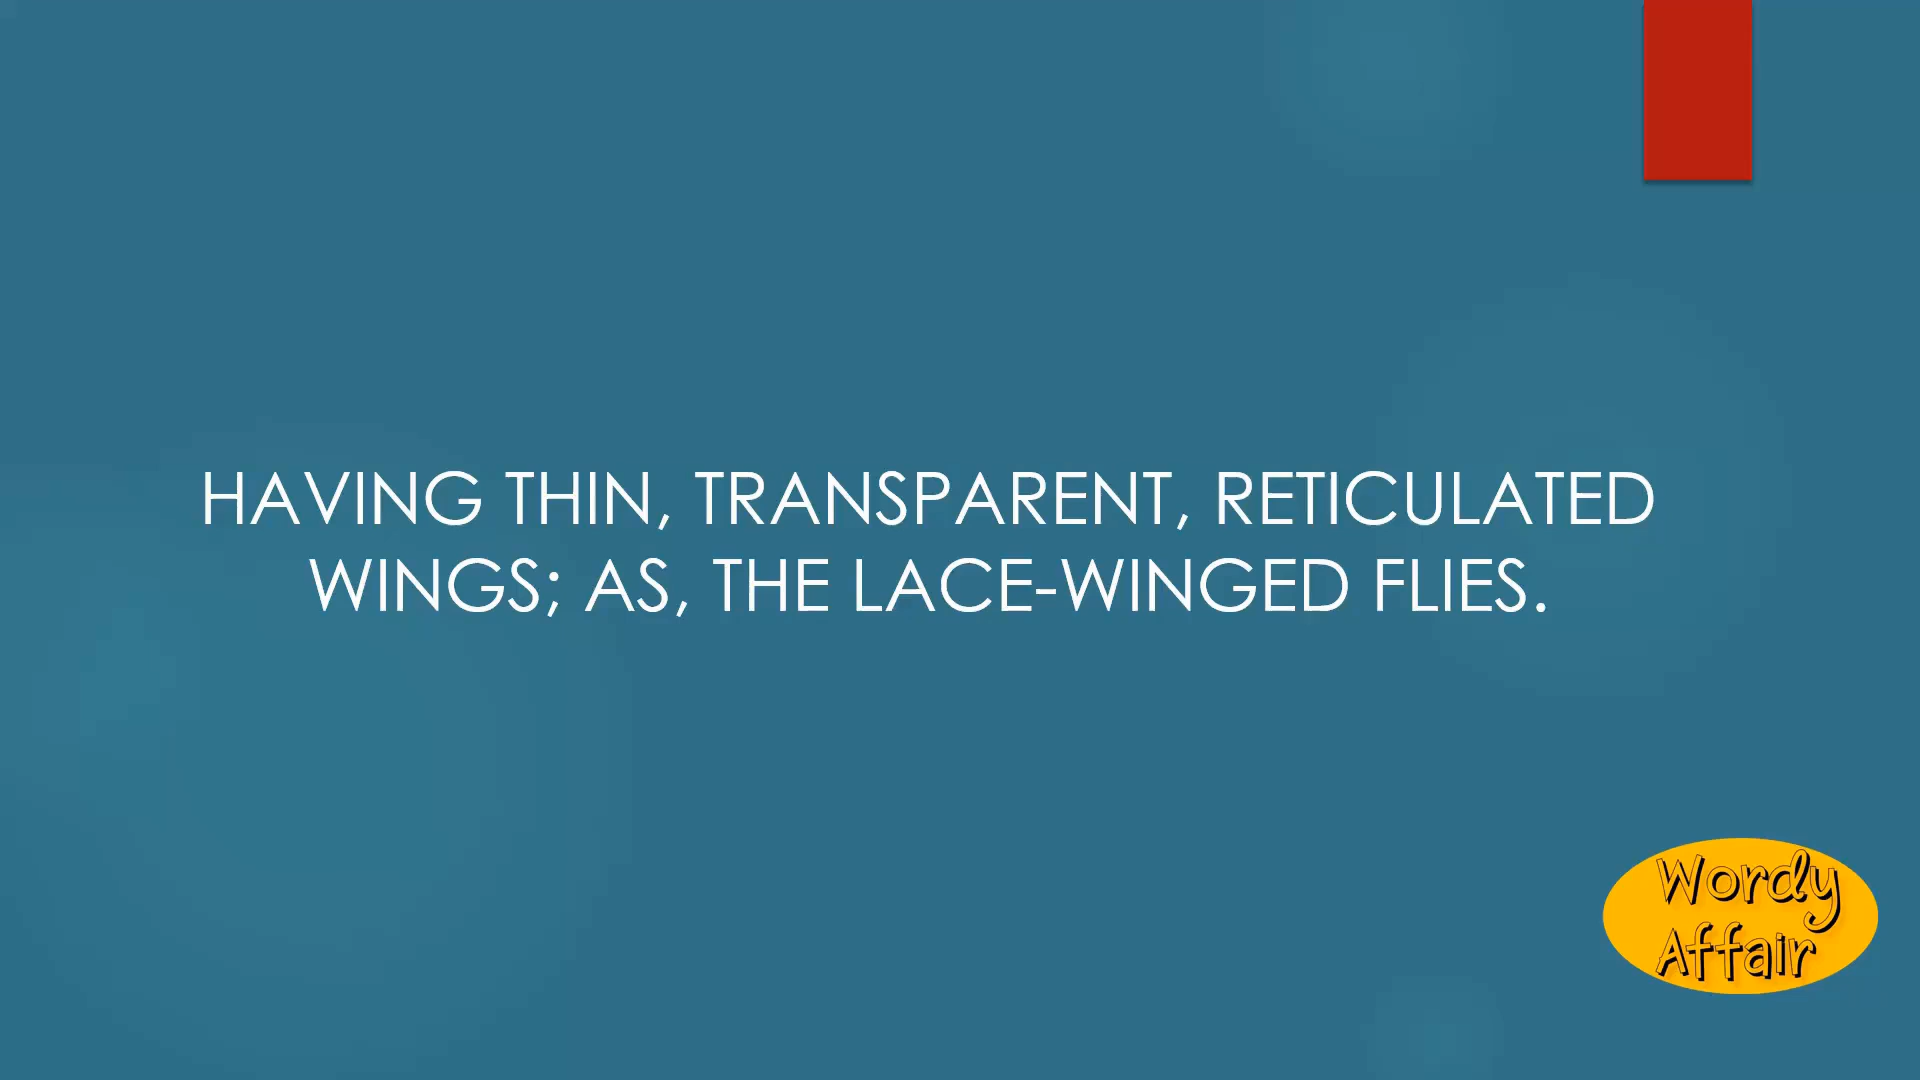 HAVING THIN, TRANSPARENT, RETICULATED
WINGS; AS, THE LACE-WINGED FLIES.
Wordy
Affair